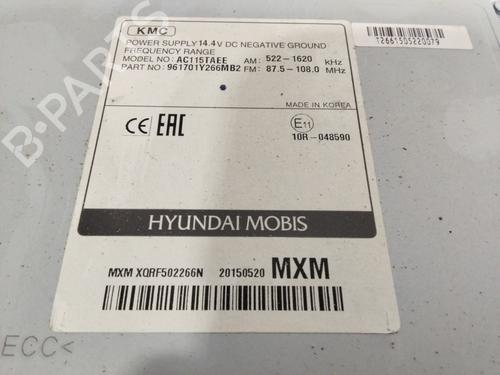 KMC
POWER SUPPLY 14.4V DC NEGATIVE GROUND
FREQUENCY RANGE
MODEL NO.: AC115TAEE AM: 522-1620 KHz
PART NO.: 961701Y266MB2 FM: 87.5-108.0 MHz
MADE IN KOREA
CE EAC E11
10R-048590
HYUNDAI MOBIS
MXM XQRF502266N 20150520 MXM
12661505220079
ECC<
B-PARTS